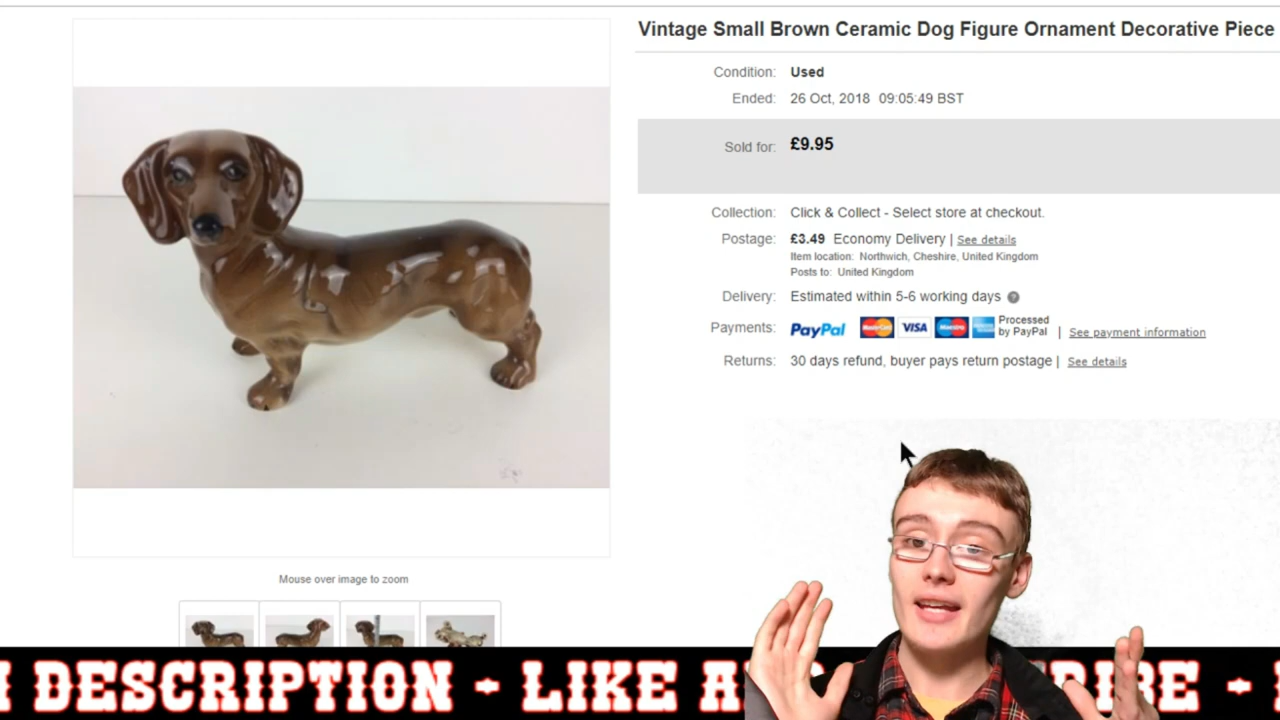 Vintage Small Brown Ceramic Dog Figure Ornament Decorative Piece
Condition: Used
Ended: 26 Oct, 2018 09:05:49 BST
Sold for: £9.95
Collection: Click & Collect - Select store at checkout.
Postage: £3.49 Economy Delivery | See details
Item location: Northwich, Cheshire, United Kingdom
Posts to: United Kingdom
Delivery: Estimated within 5-6 working days ?
Payments: PayPal MasterCard VISA Maestro Processed by PayPal | See payment information
Returns: 30 days refund, buyer pays return postage | See details
Mouse over image to zoom
DESCRIPTION - LIKE